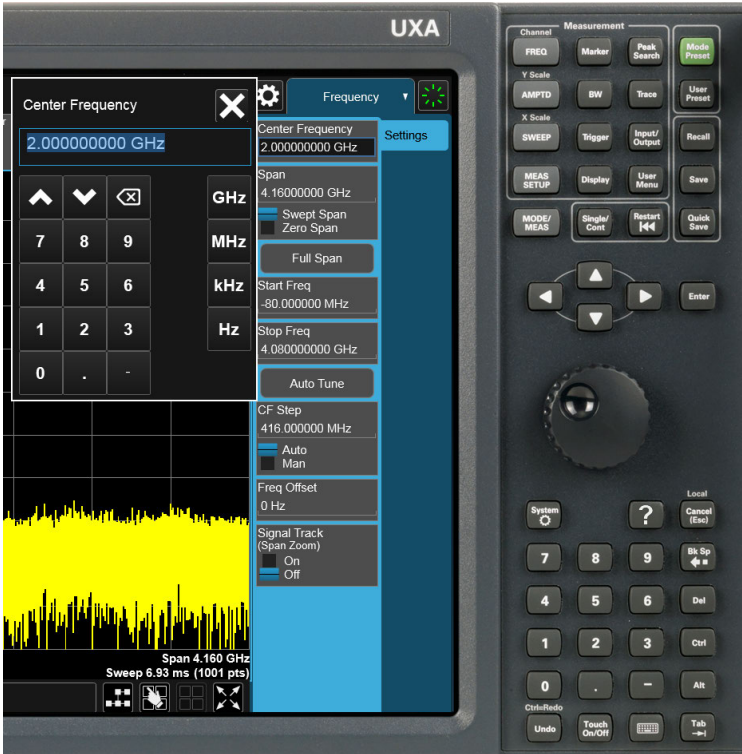 UXA
Center Frequency
2.000000000 GHz
GHz
7 8 9 MHz
4 5 6 kHz
1 2 3 Hz
0 . -
Frequency
Settings
Center Frequency
2.000000000 GHz
Span
4.16000000 GHz
Swept Span
Zero Span
Full Span
Start Freq
-80.000000 MHz
Stop Freq
4.080000000 GHz
Auto Tune
CF Step
416.000000 MHz
Auto
Man
Freq Offset
0 Hz
Signal Track
(Span Zoom)
On
Off
Span 4.160 GHz
Sweep 6.93 ms (1001 pts)
Measurement
Channel
FREQ
Marker
Peak
Search
Mode
Preset
Y Scale
AMPTD
BW
Trace
User
Preset
X Scale
SWEEP
Trigger
Input/
Output
Recall
MEAS
SETUP
Display
User
Menu
Save
MODE/
MEAS
Single/
Cont
Restart
Quick
Save
Enter
System
?
Local
Cancel
(Esc)
7 8 9
Bk Sp
4 5 6 Del
1 2 3 Ctrl
0 . - Alt
Ctrl=Redo
Undo
Touch
On/Off
Tab